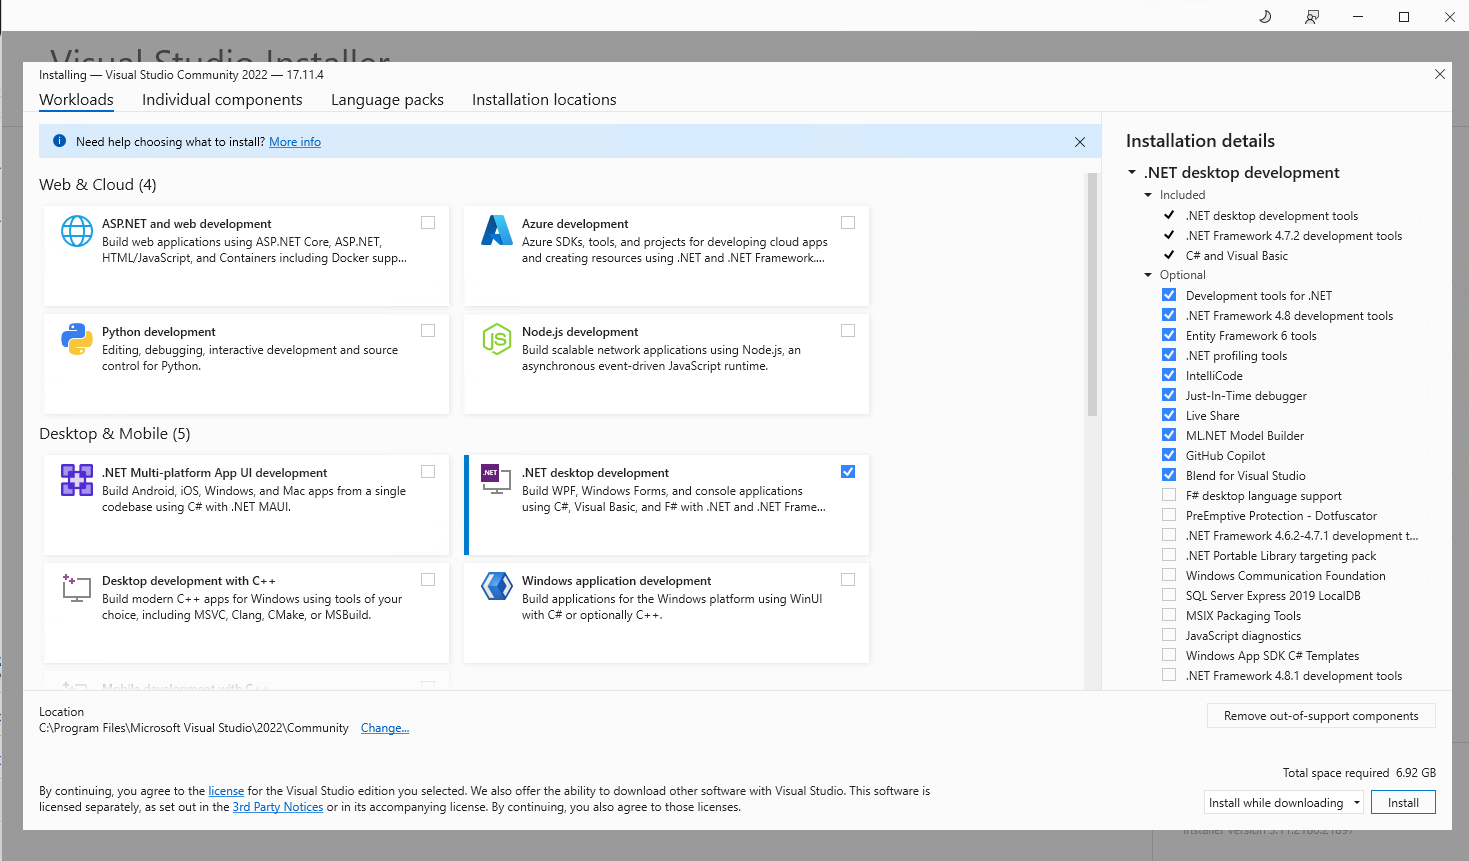 Visual Studio Installer
Installing — Visual Studio Community 2022 — 17.11.4
Workloads
Individual components
Language packs
Installation locations
Need help choosing what to install? More info
Web & Cloud (4)
ASP.NET and web development
Build web applications using ASP.NET Core, ASP.NET,
HTML/JavaScript, and Containers including Docker supp...
Azure development
Azure SDKs, tools, and projects for developing cloud apps
and creating resources using .NET and .NET Framework....
Python development
Editing, debugging, interactive development and source
control for Python.
JS
Node.js development
Build scalable network applications using Node.js, an
asynchronous event-driven JavaScript runtime.
Desktop & Mobile (5)
.NET Multi-platform App UI development
Build Android, iOS, Windows, and Mac apps from a single
codebase using C# with .NET MAUI.
.NET
.NET desktop development
Build WPF, Windows Forms, and console applications
using C#, Visual Basic, and F# with .NET and .NET Frame...
Desktop development with C++
Build modern C++ apps for Windows using tools of your
choice, including MSVC, Clang, CMake, or MSBuild.
Windows application development
Build applications for the Windows platform using WinUI
with C# or optionally C++.
Mobile development with C++
Installation details
.NET desktop development
Included
.NET desktop development tools
.NET Framework 4.7.2 development tools
C# and Visual Basic
Optional
Development tools for .NET
.NET Framework 4.8 development tools
Entity Framework 6 tools
.NET profiling tools
IntelliCode
Just-In-Time debugger
Live Share
ML.NET Model Builder
GitHub Copilot
Blend for Visual Studio
F# desktop language support
PreEmptive Protection - Dotfuscator
.NET Framework 4.6.2-4.7.1 development t...
.NET Portable Library targeting pack
Windows Communication Foundation
SQL Server Express 2019 LocalDB
MSIX Packaging Tools
JavaScript diagnostics
Windows App SDK C# Templates
.NET Framework 4.8.1 development tools
Location
C:\Program Files\Microsoft Visual Studio\2022\Community Change...
Remove out-of-support components
Total space required 6.92 GB
By continuing, you agree to the license for the Visual Studio edition you selected. We also offer the ability to download other software with Visual Studio. This software is
licensed separately, as set out in the 3rd Party Notices or in its accompanying license. By continuing, you also agree to those licenses.
Install while downloading
Install
Installer version